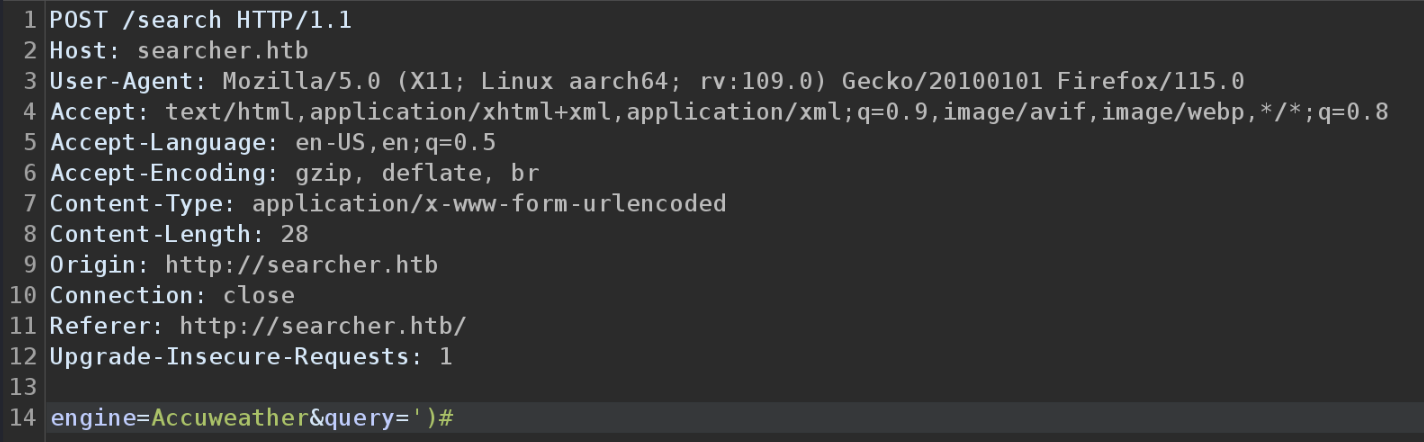 1 POST /search HTTP/1.1
2 Host: searcher.htb
3 User-Agent: Mozilla/5.0 (X11; Linux aarch64; rv:109.0) Gecko/20100101 Firefox/115.0
4 Accept: text/html,application/xhtml+xml,application/xml;q=0.9,image/avif,image/webp,*/*;q=0.8
5 Accept-Language: en-US,en;q=0.5
6 Accept-Encoding: gzip, deflate, br
7 Content-Type: application/x-www-form-urlencoded
8 Content-Length: 28
9 Origin: http://searcher.htb
10 Connection: close
11 Referer: http://searcher.htb/
12 Upgrade-Insecure-Requests: 1
13
14 engine=Accuweather&query=')#